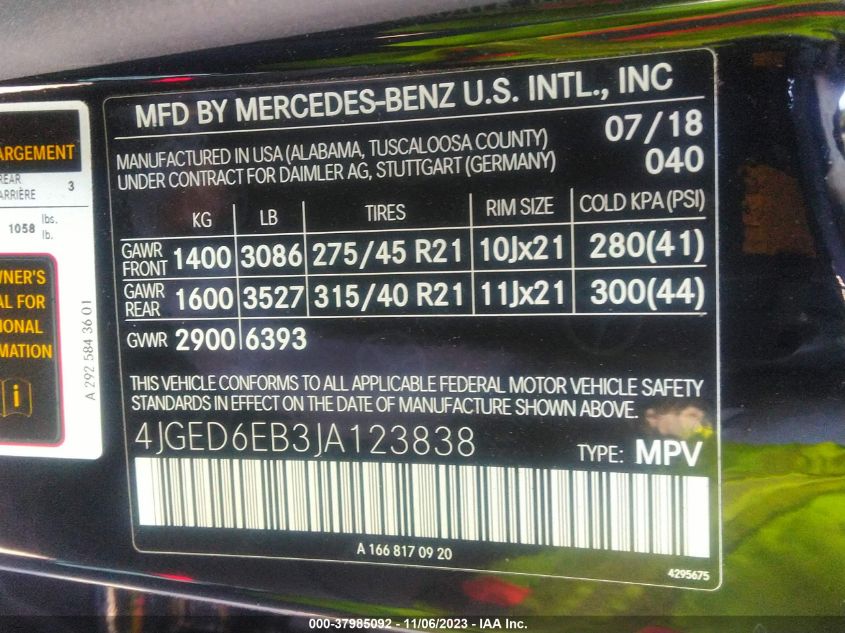 ARGEMENT
REAR
ARRIÈRE 3
1058 lbs.
lb.
WNER'S
AL FOR
IONAL
MATION
A 292 584 36 01
MFD BY MERCEDES-BENZ U.S. INTL., INC
MANUFACTURED IN USA (ALABAMA, TUSCALOOSA COUNTY) 07/18
UNDER CONTRACT FOR DAIMLER AG, STUTTGART (GERMANY) 040
KG LB TIRES RIM SIZE COLD KPA (PSI)
GAWR FRONT 1400 3086 275/45 R21 10Jx21 280(41)
GAWR REAR 1600 3527 315/40 R21 11Jx21 300(44)
GVWR 2900 6393
THIS VEHICLE CONFORMS TO ALL APPLICABLE FEDERAL MOTOR VEHICLE SAFETY
STANDARDS IN EFFECT ON THE DATE OF MANUFACTURE SHOWN ABOVE.
4JGED6EB3JA123838 TYPE: MPV
A 166 817 09 20
4295675
000-37985092 - 11/06/2023 - IAA Inc.